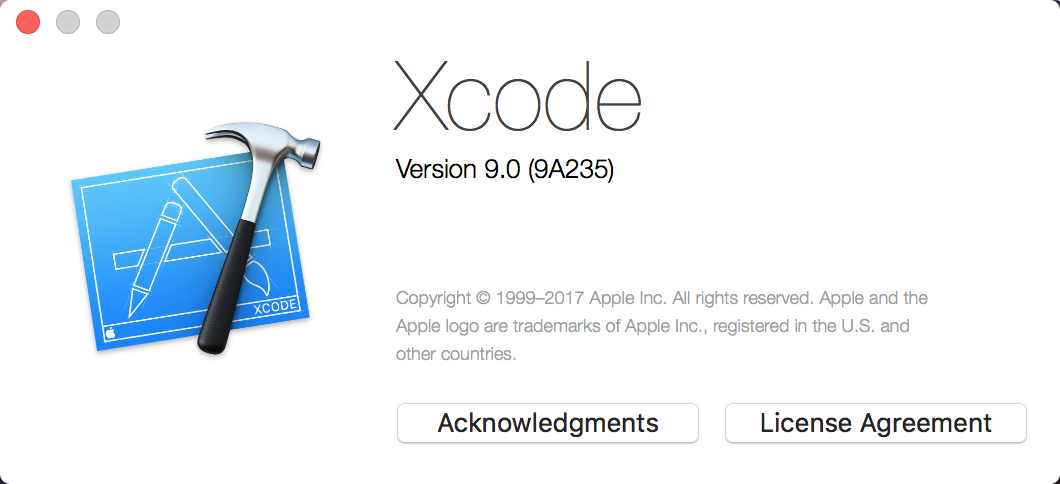 Xcode
Version 9.0 (9A235)
XCODE
Copyright © 1999–2017 Apple Inc. All rights reserved. Apple and the
Apple logo are trademarks of Apple Inc., registered in the U.S. and
other countries.
Acknowledgments
License Agreement